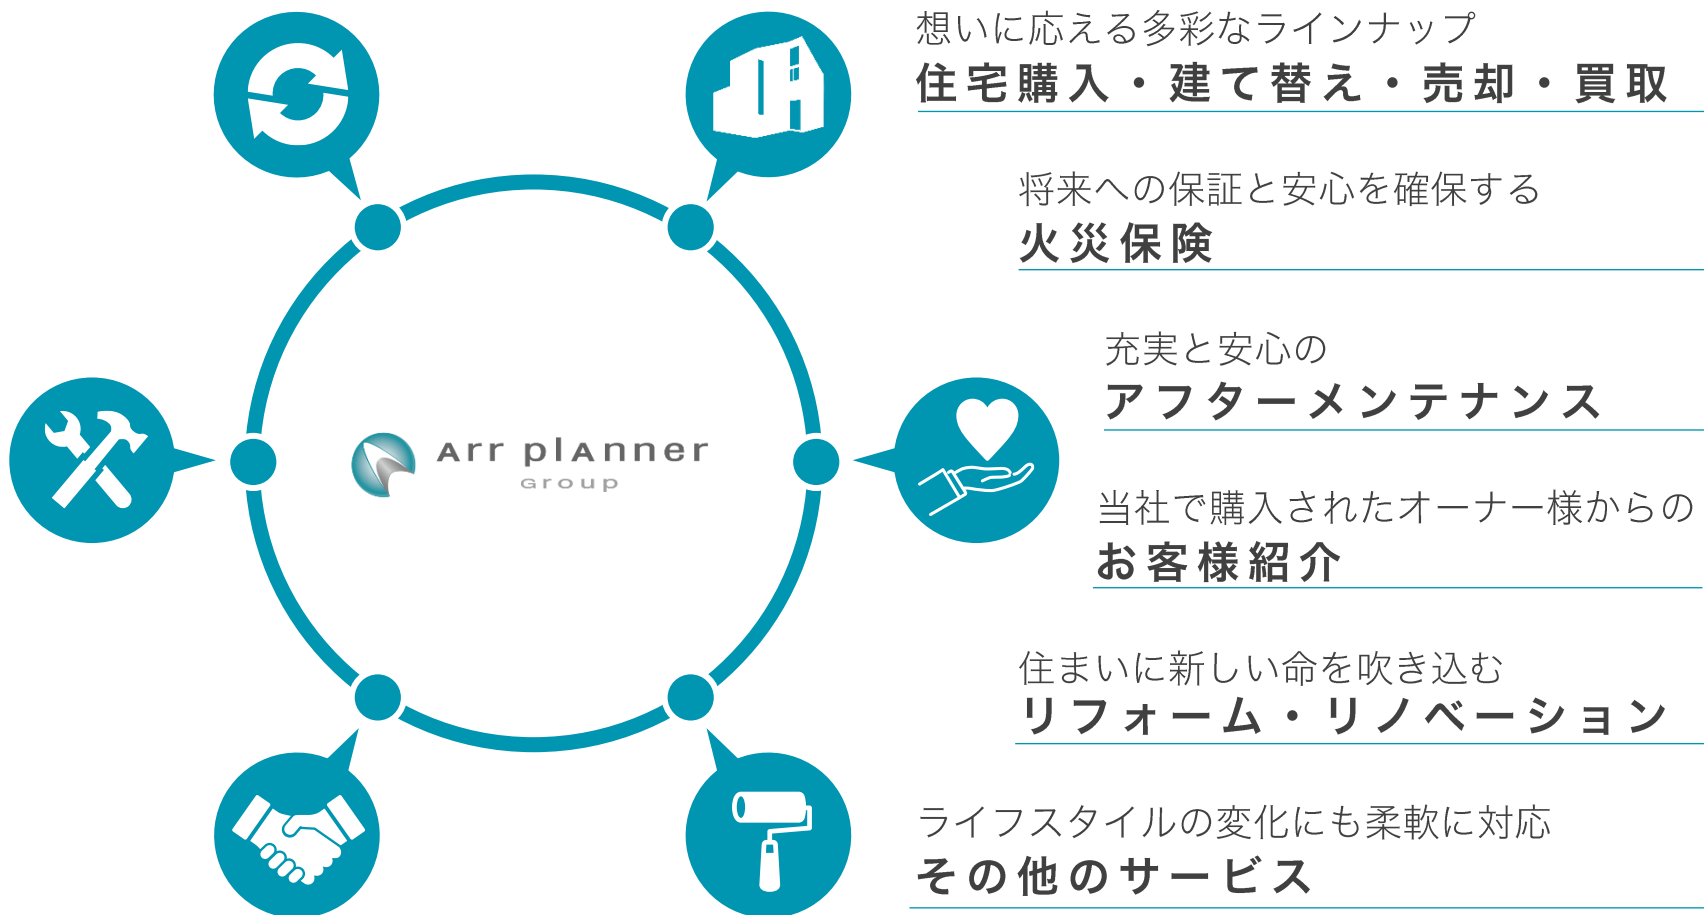 想いに応える多彩なラインナップ
住宅購入・建て替え・売却・買取
将来への保証と安心を確保する
火災保険
充実と安心の
アフターメンテナンス
Arr plAnner
Group
当社で購入されたオーナー様からの
お客様紹介
住まいに新しい命を吹き込む
リフォーム・リノベーション
ライフスタイルの変化にも柔軟に対応
その他のサービス